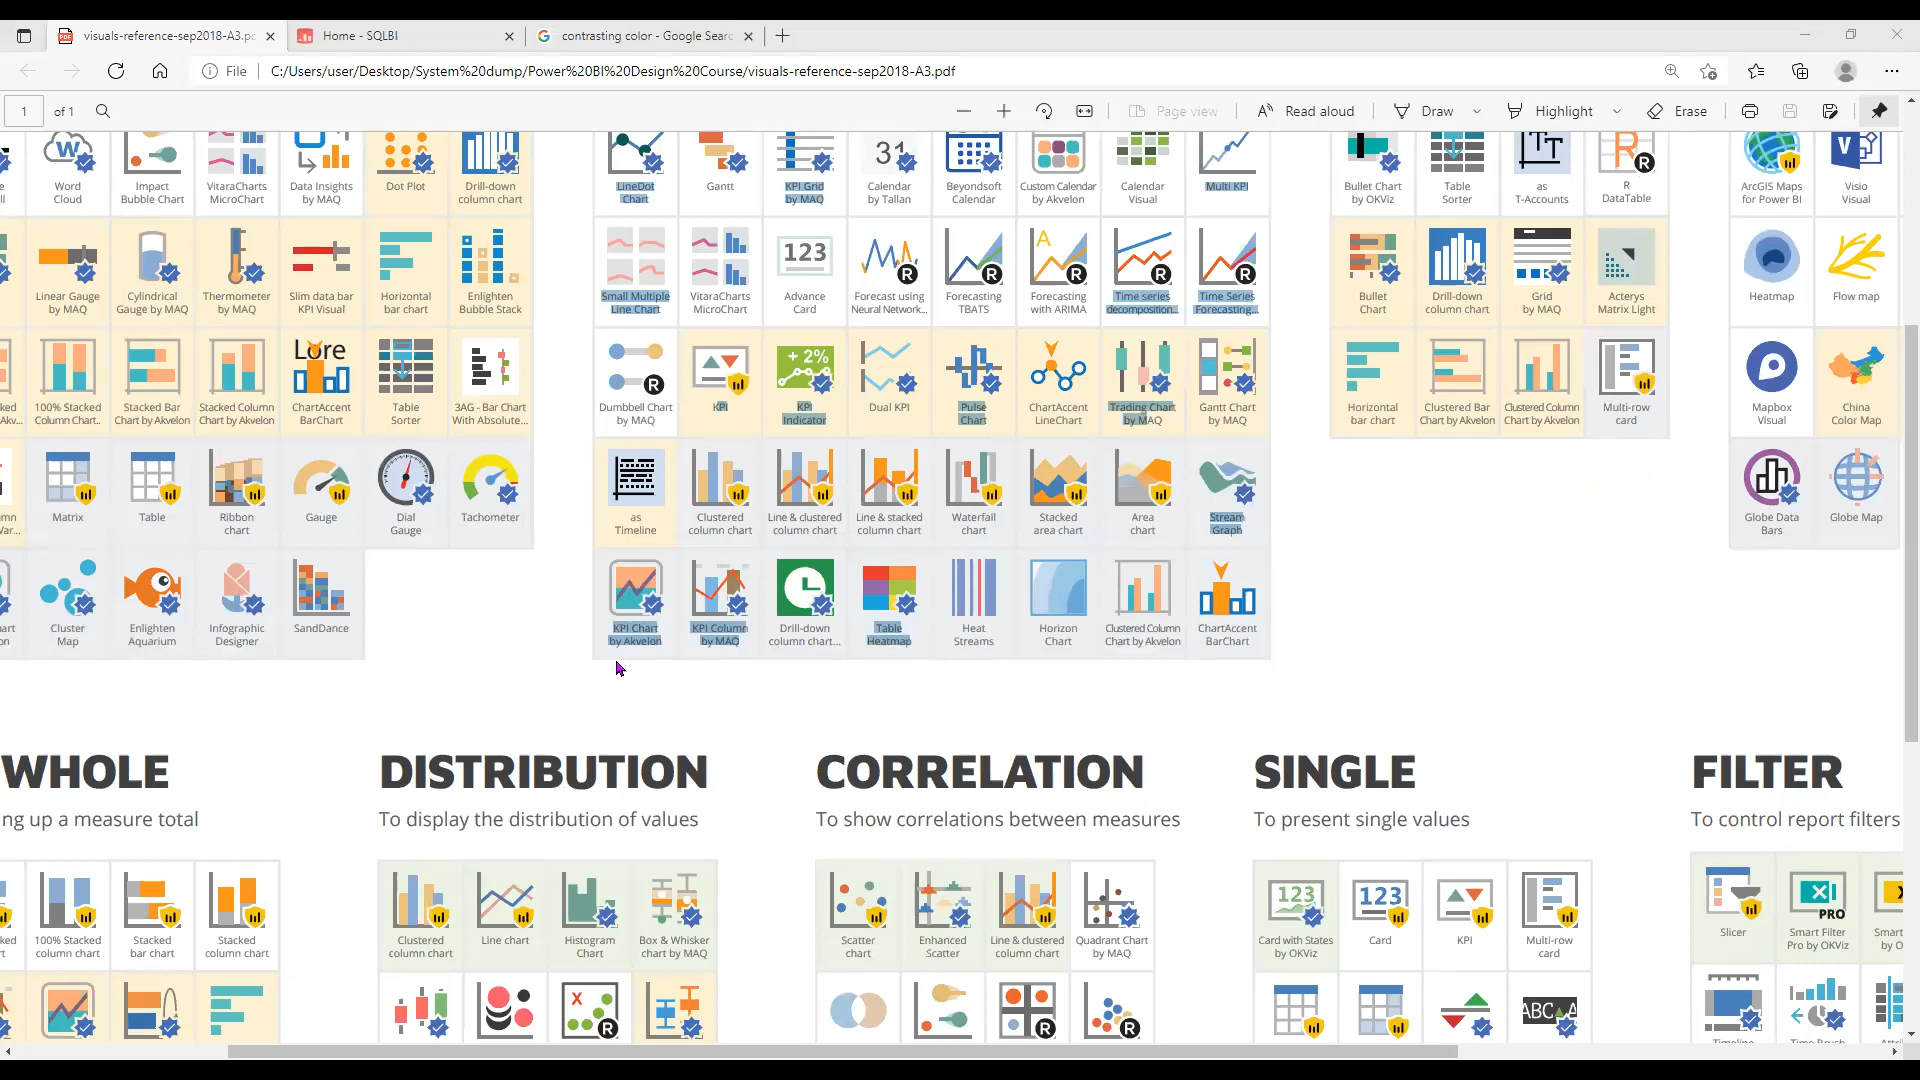 visuals-reference-sep2018-A3.pc
Home - SQLBI
contrasting color - Google Searc
File
C:/Users/user/Desktop/System%20dump/Power%20BI%20Design%20Course/visuals-reference-sep2018-A3.pdf
1 of 1
Page view
Read aloud
Draw
Highlight
Erase
Word Cloud
Impact Bubble Chart
VitaraCharts MicroChart
Data Insights by MAQ
Dot Plot
Drill-down column chart
LineDot Chart
Gantt
KPI Grid by MAQ
31
Calendar by Tallan
Beyondsoft Calendar
Custom Calendar by Akvelon
Calendar Visual
Multi KPI
Bullet Chart by OKViz
Table Sorter
as T-Accounts
R DataTable
ArcGIS Maps for Power BI
Visio Visual
Linear Gauge by MAQ
Cylindrical Gauge by MAQ
Thermometer by MAQ
Slim data bar KPI Visual
Horizontal bar chart
Enlighten Bubble Stack
Small Multiple Line Chart
VitaraCharts MicroChart
123
Advance Card
Forecast using Neural Network...
Forecasting TBATS
Forecasting with ARIMA
Time series decomposition..
Time Series Forecasting...
Bullet Chart
Drill-down column chart
Grid by MAQ
Acterys Matrix Light
Heatmap
Flow map
100% Stacked Column Chart..
Stacked Bar Chart by Akvelon
Stacked Column Chart by Akvelon
Lore
ChartAccent BarChart
Table Sorter
3AG - Bar Chart With Absolute...
Dumbbell Chart by MAQ
KPI
+ 2%
KPI Indicator
Dual KPI
Pulse Chart
ChartAccent LineChart
Trading Chart by MAQ
Gantt Chart by MAQ
Horizontal bar chart
Clustered Bar Chart by Akvelon
Clustered Column Chart by Akvelon
Multi-row card
Mapbox Visual
China Color Map
Matrix
Table
Ribbon chart
Gauge
Dial Gauge
Tachometer
as Timeline
Clustered column chart
Line & clustered column chart
Line & stacked column chart
Waterfall chart
Stacked area chart
Area chart
Stream Graph
Globe Data Bars
Globe Map
Cluster Map
Enlighten Aquarium
Infographic Designer
SandDance
KPI Chart by Akvelon
KPI Column by MAQ
Drill-down column chart...
Table Heatmap
Heat Streams
Horizon Chart
Clustered Column Chart by Akvelon
ChartAccent BarChart
WHOLE
ng up a measure total
DISTRIBUTION
To display the distribution of values
CORRELATION
To show correlations between measures
SINGLE
To present single values
FILTER
To control report filters
100% Stacked column chart
Stacked bar chart
Stacked column chart
Clustered column chart
Line chart
Histogram Chart
Box & Whisker chart by MAQ
Scatter chart
Enhanced Scatter
Line & clustered column chart
Quadrant Chart by MAQ
123
Card with States by OKViz
123
Card
KPI
Multi-row card
Slicer
PRO
Smart Filter Pro by OKViz
Smart by O